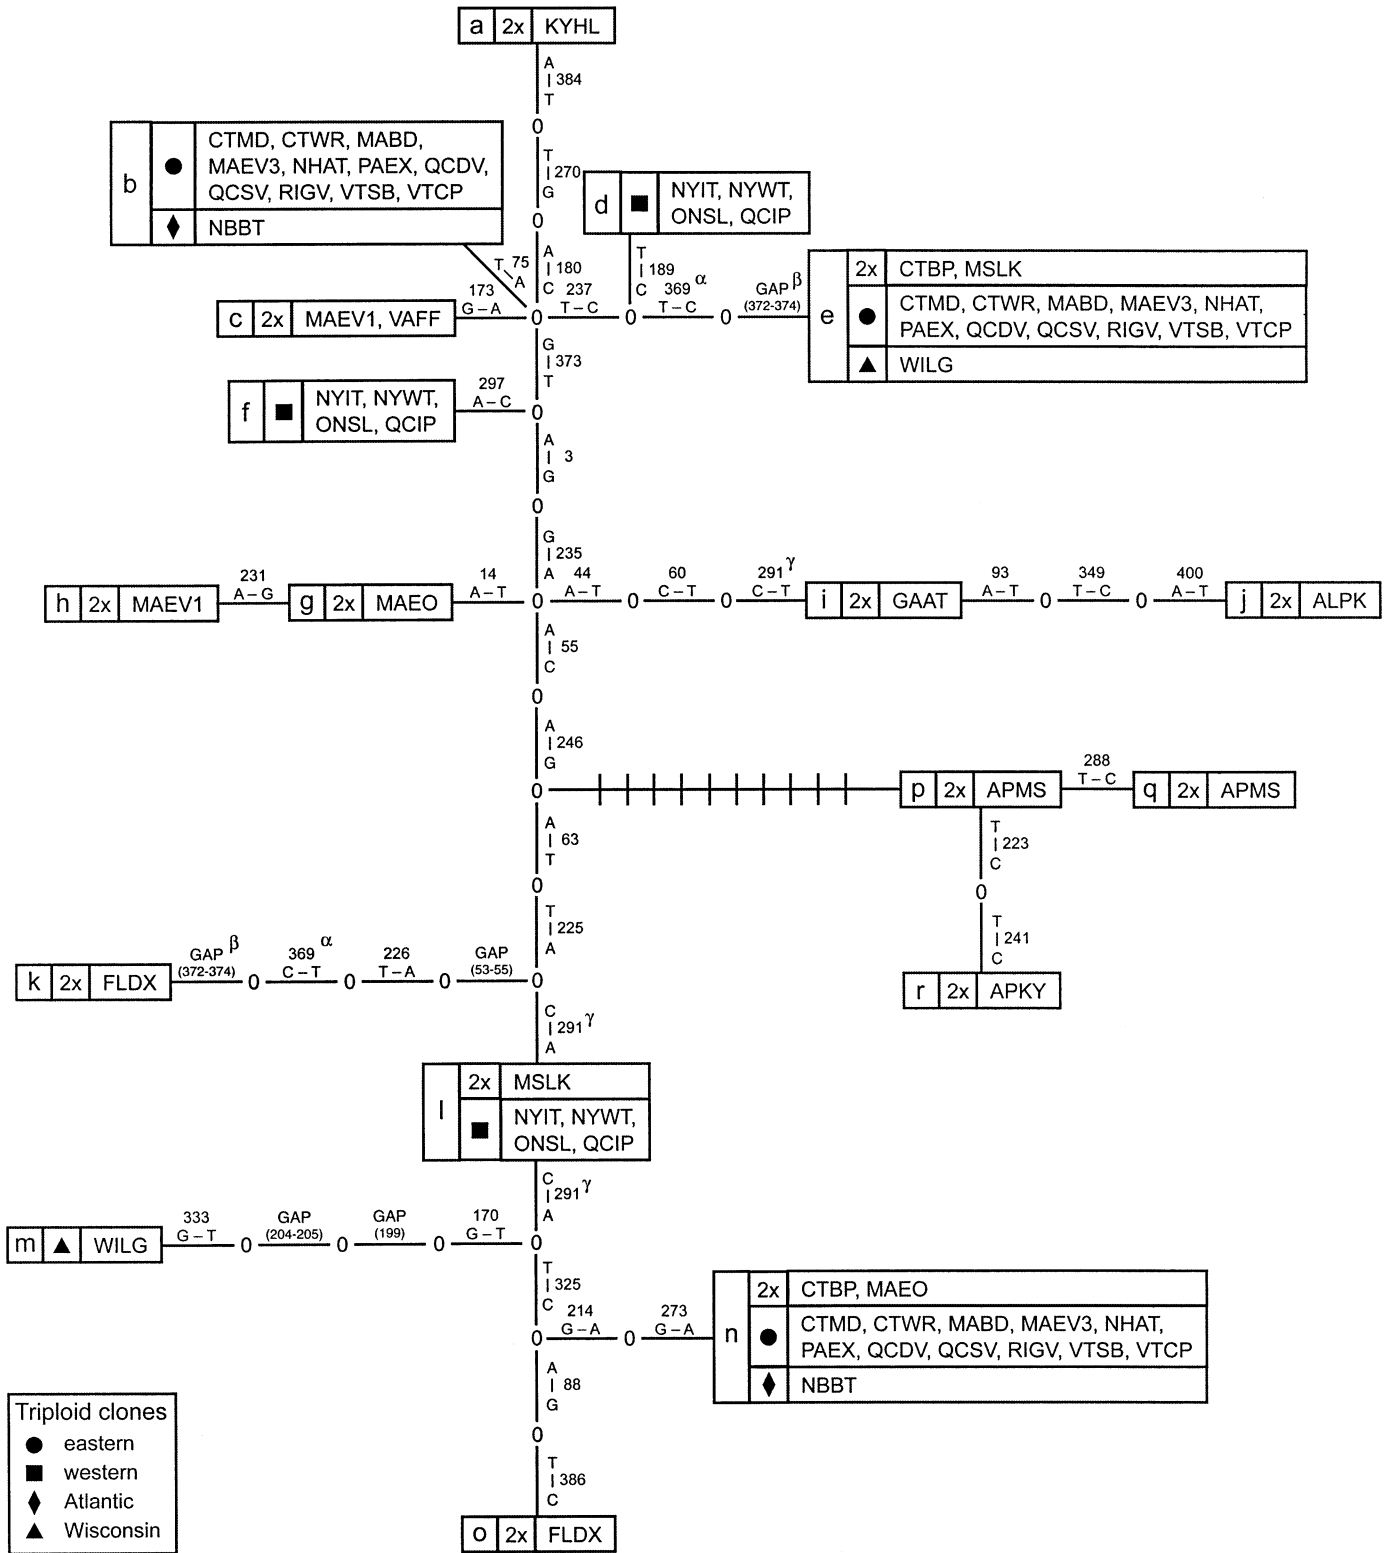 a 2x KYHL
A
384
T
0
T
270
G
0
A
180
C
b
CTMD, CTWR, MABD,
MAEV3, NHAT, PAEX, QCDV,
QCSV, RIGV, VTSB, VTCP
NBBT
T 75
A
d
NYIT, NYWT,
ONSL, QCIP
T
189
C
c 2x MAEV1, VAFF
173
G – A
0
237
T – C
0
369 α
T – C
0
GAP β
(372-374)
e
2x CTBP, MSLK
CTMD, CTWR, MABD, MAEV3, NHAT,
PAEX, QCDV, QCSV, RIGV, VTSB, VTCP
WILG
G
373
T
f
NYIT, NYWT,
ONSL, QCIP
297
A – C
0
A
3
G
0
G
235
A
h 2x MAEV1
231
A – G
g 2x MAEO
14
A – T
0
44
A – T
0
60
C – T
0
291 γ
C – T
i 2x GAAT
93
A – T
0
349
T – C
0
400
A – T
j 2x ALPK
A
55
C
0
A
246
G
0
p 2x APMS
288
T – C
q 2x APMS
T
223
C
0
T
241
C
r 2x APKY
A
63
T
0
T
225
A
k 2x FLDX
GAP β
(372-374)
0
369 α
C – T
0
226
T – A
0
GAP
(53-55)
0
C
291 γ
A
l
2x MSLK
NYIT, NYWT,
ONSL, QCIP
C
291 γ
A
m WILG
333
G – T
0
GAP
(204-205)
0
GAP
(199)
0
170
G – T
0
T
325
C
0
214
G – A
0
273
G – A
n
2x CTBP, MAEO
CTMD, CTWR, MABD, MAEV3, NHAT,
PAEX, QCDV, QCSV, RIGV, VTSB, VTCP
NBBT
A
88
G
0
T
386
C
o 2x FLDX
Triploid clones
eastern
western
Atlantic
Wisconsin